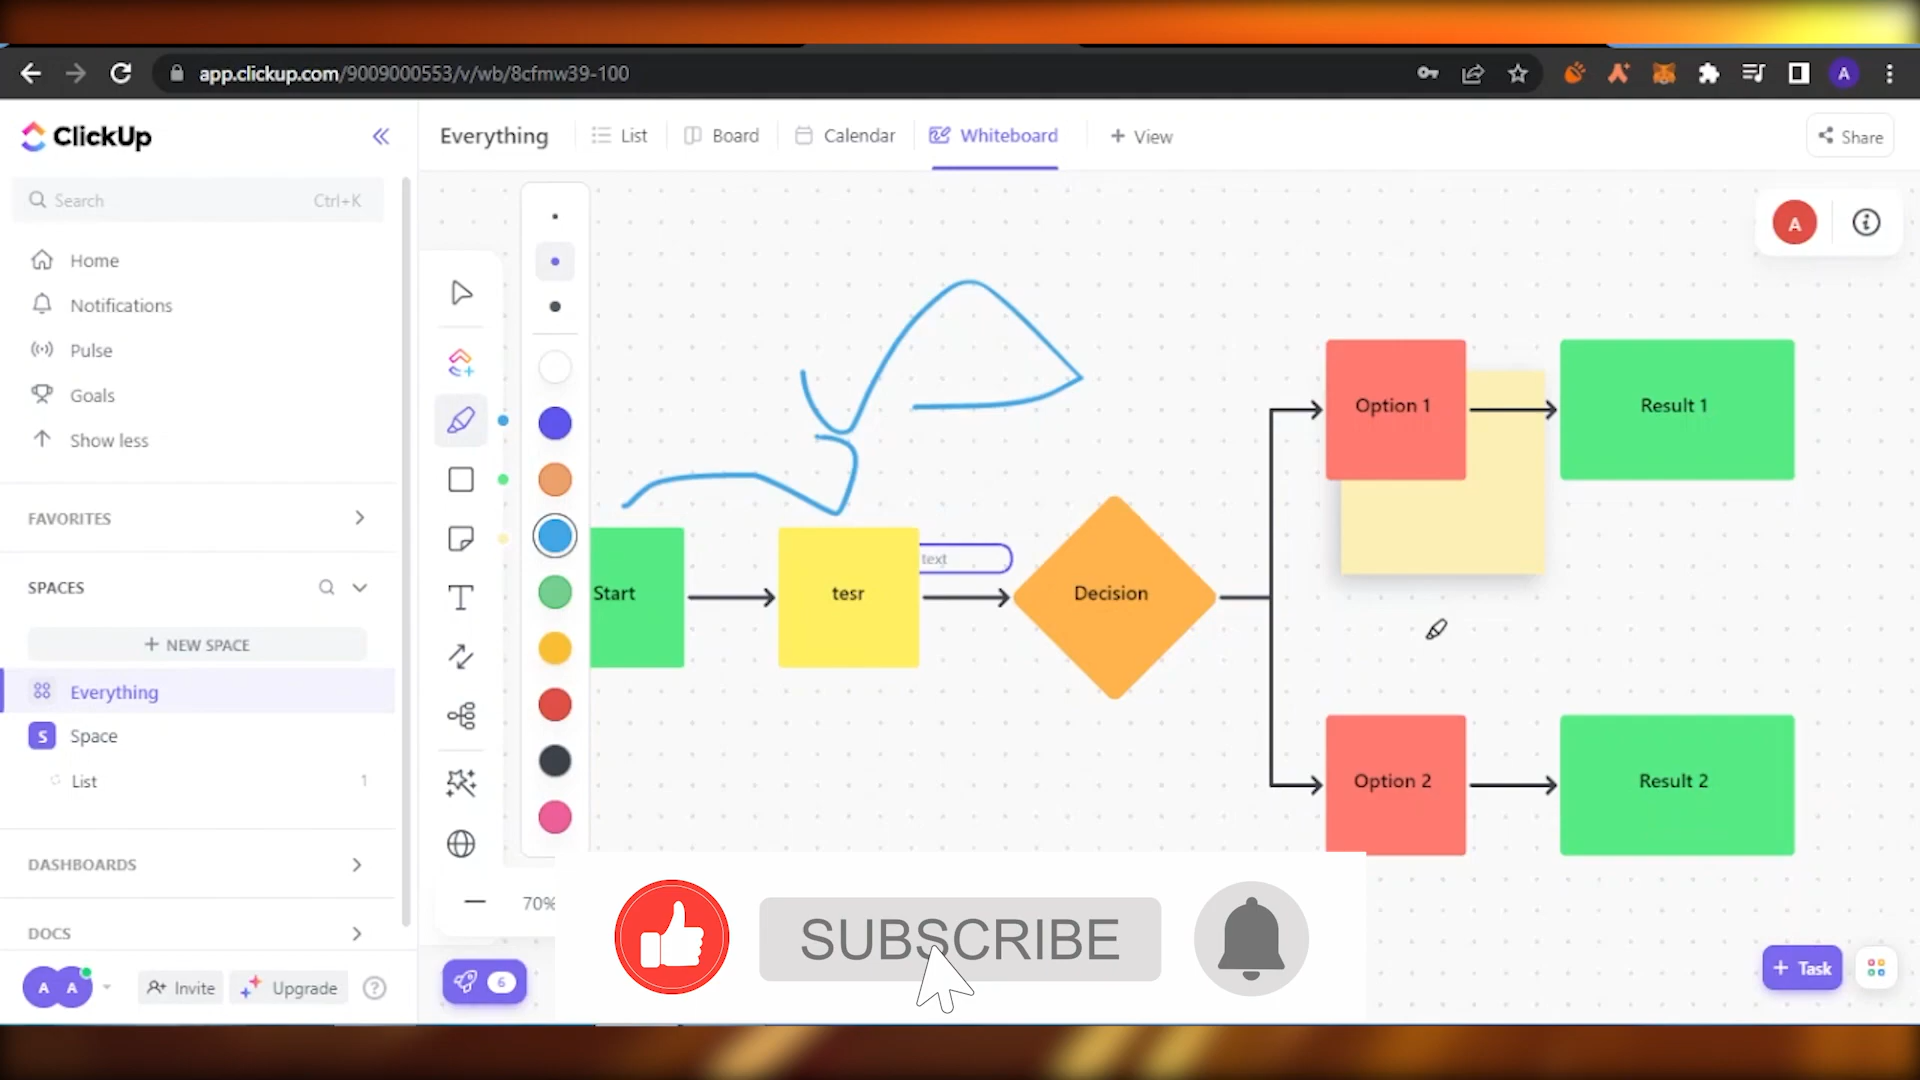 app.clickup.com/9009000553/v/wb/8cfmw39-100
A
ClickUp
Everything
List
Board
Calendar
Whiteboard
+ View
Share
Search
Ctrl+K
A
Home
Notifications
Pulse
Goals
Show less
FAVORITES
SPACES
+ NEW SPACE
Everything
S
Space
List
1
DASHBOARDS
DOCS
A
A
Invite
Upgrade
?
T
70%
6
Start
tesr
text
Decision
Option 1
Result 1
Option 2
Result 2
SUBSCRIBE
+ Task